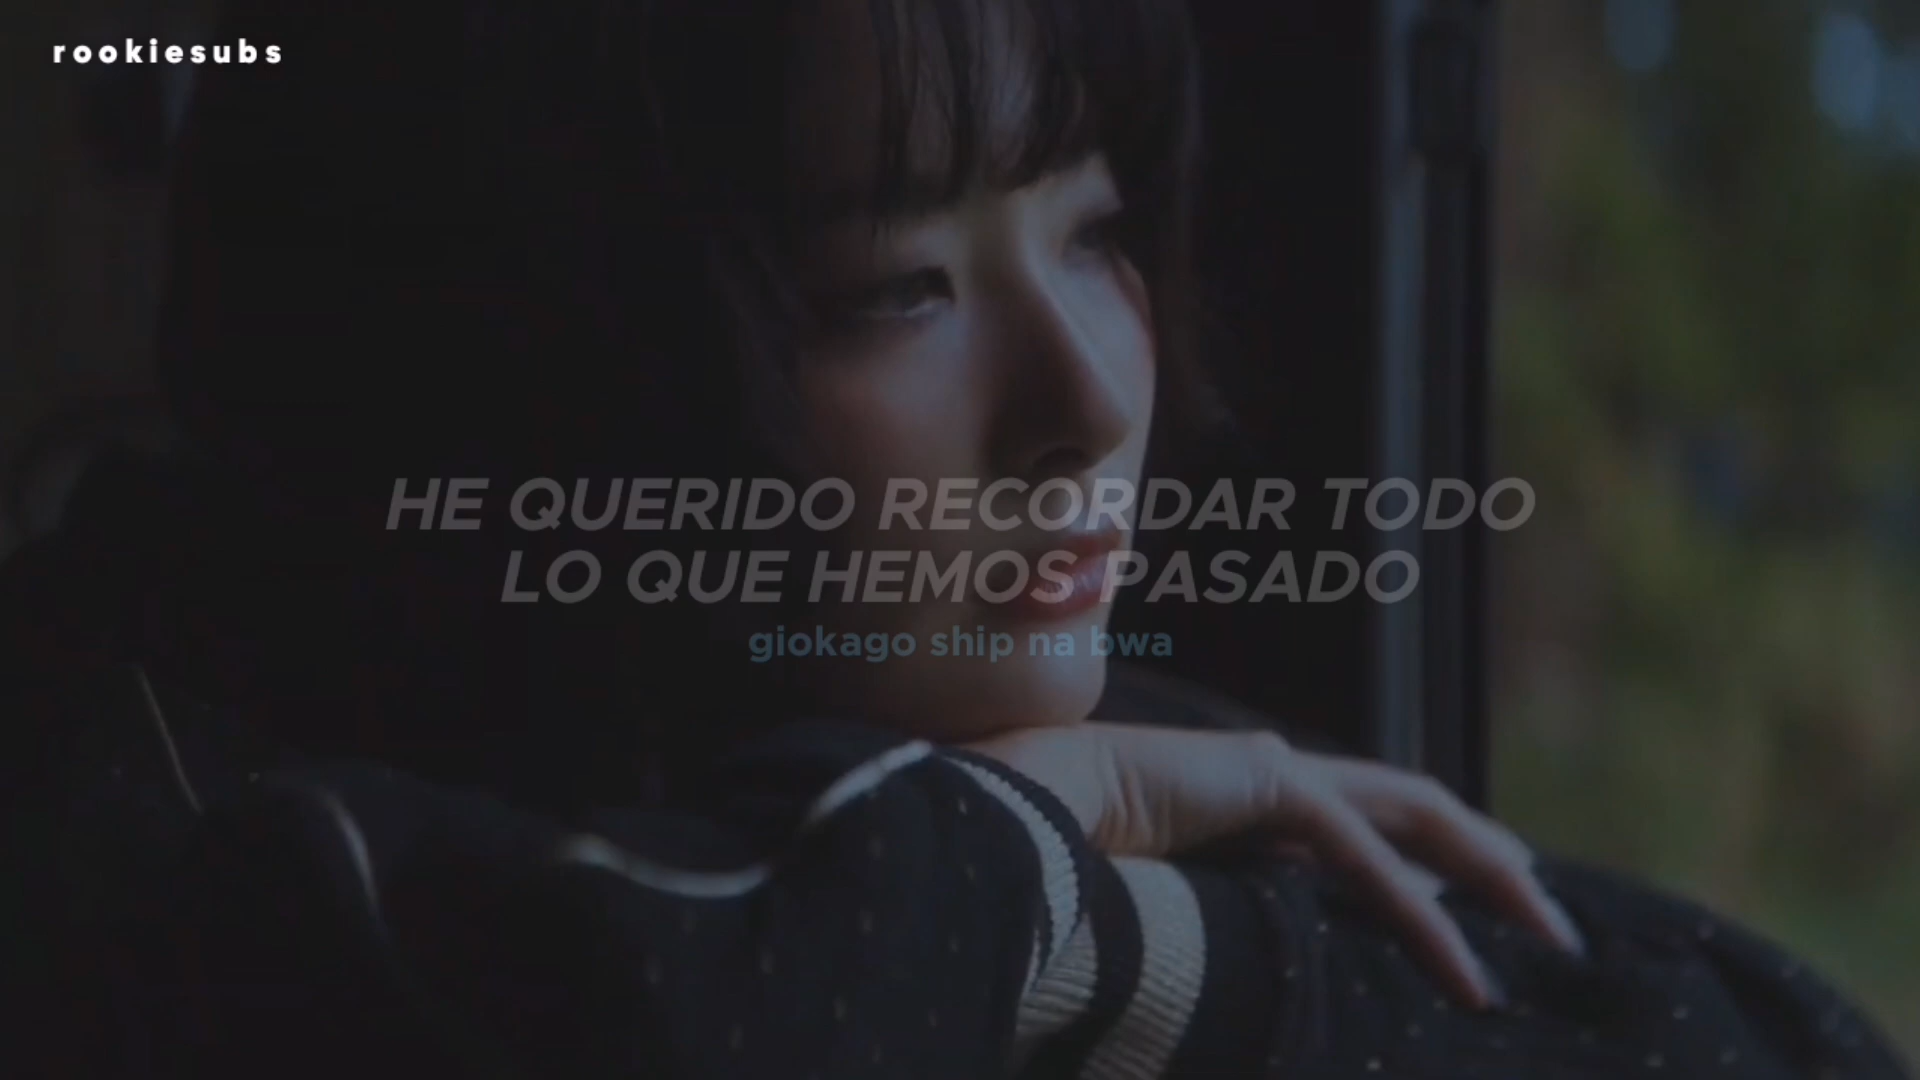 rookiesubs
HE QUERIDO RECORDAR TODO
LO QUE HEMOS PASADO
giokago ship na bwa